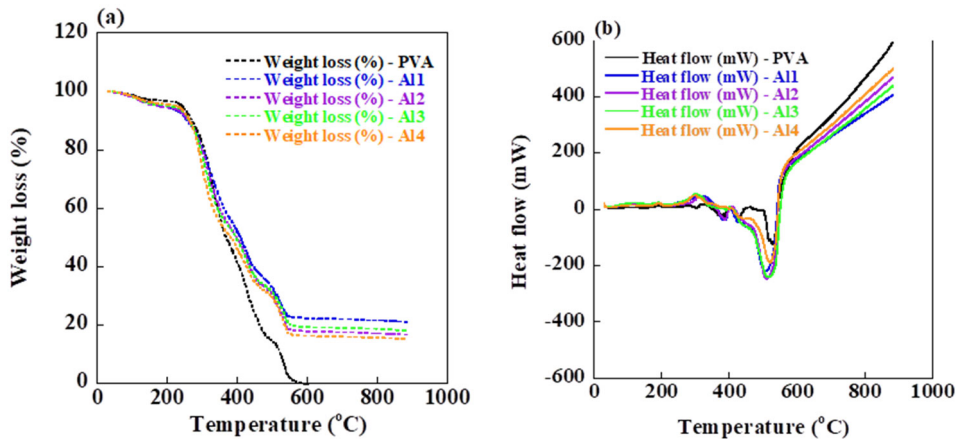 (a)
120
100
80
60
40
20
0
Weight loss (%)
Weight loss (%) - PVA
Weight loss (%) - Al1
Weight loss (%) - Al2
Weight loss (%) - Al3
Weight loss (%) - Al4
0 200 400 600 800 1000
Temperature (°C)
(b)
600
400
200
0
-200
-400
-600
Heat flow (mW)
Heat flow (mW) - PVA
Heat flow (mW) - Al1
Heat flow (mW) - Al2
Heat flow (mW) - Al3
Heat flow (mW) - Al4
0 200 400 600 800 1000
Temperature (°C)